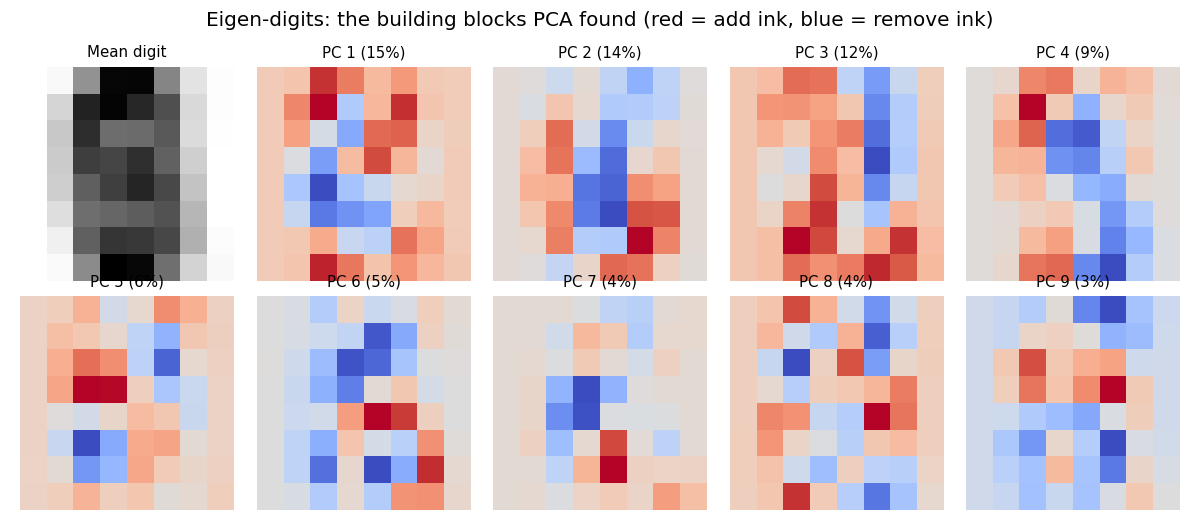 Eigen-digits: the building blocks PCA found (red = add ink, blue = remove ink)
Mean digit
PC 1 (15%)
PC 2 (14%)
PC 3 (12%)
PC 4 (9%)
PC 5 (6%)
PC 6 (5%)
PC 7 (4%)
PC 8 (4%)
PC 9 (3%)